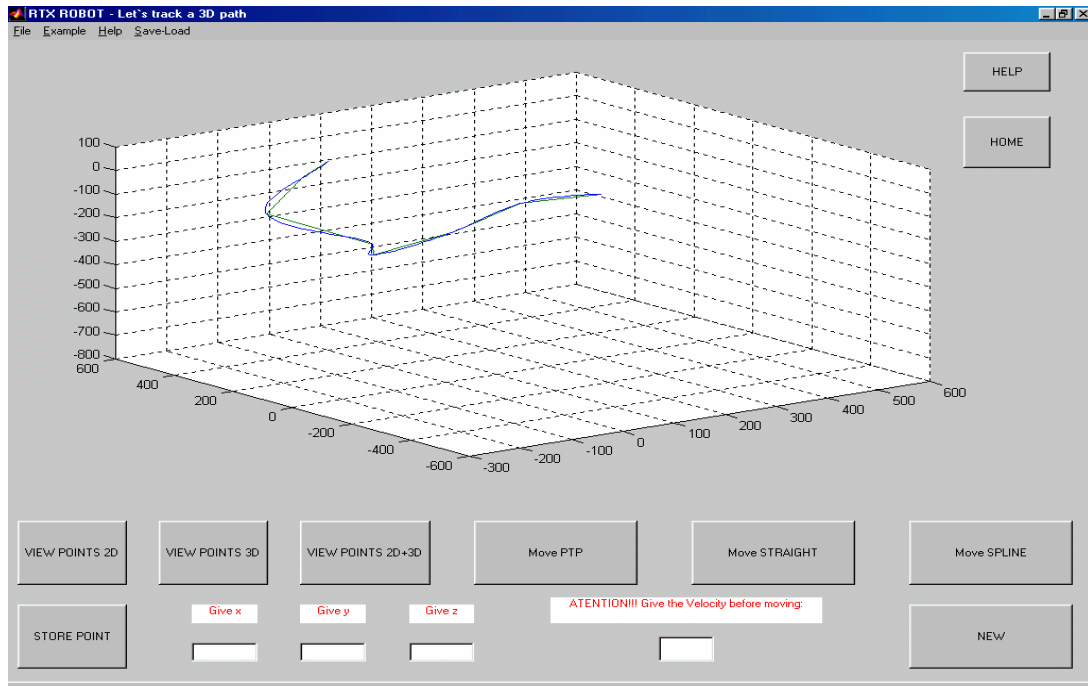 RTX ROBOT - Let`s track a 3D path
File Example Help Save-Load
HELP
HOME
100
0
-100
-200
-300
-400
-500
-600
-700
-800
600
400
200
0
-200
-400
-600
-300
-200
-100
0
100
200
300
400
500
600
VIEW POINTS 2D
VIEW POINTS 3D
VIEW POINTS 2D+3D
Move PTP
Move STRAIGHT
Move SPLINE
STORE POINT
Give x
Give y
Give z
ATENTION!!! Give the Velocity before moving:
NEW